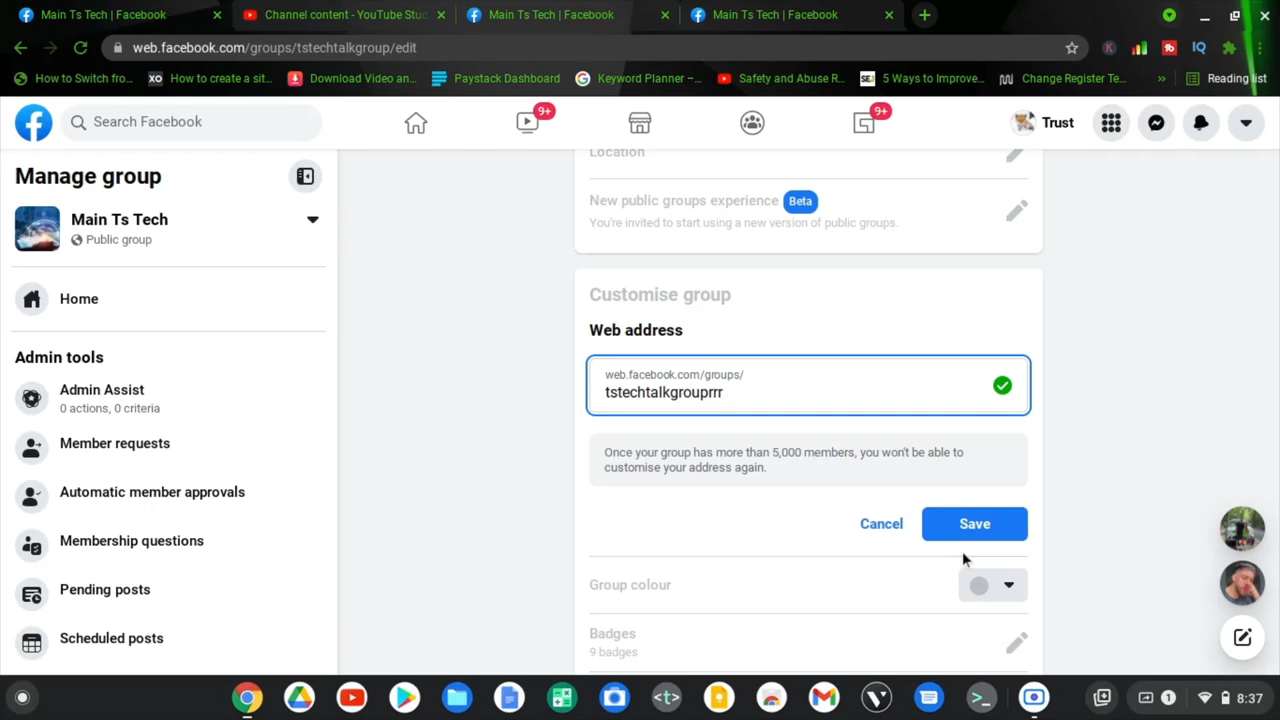 Main Ts Tech | Facebook
Channel content - YouTube Stu
Main Ts Tech | Facebook
Main Ts Tech | Facebook
web.facebook.com/groups/tstechtalkgroup/edit
How to Switch fro...
XO How to create a sit...
Download Video an...
Paystack Dashboard
Keyword Planner –...
Safety and Abuse R...
SEJ 5 Ways to Improve...
Change Register Te...
»
Reading list
Search Facebook
9+
9+
Trust
Manage group
Main Ts Tech
Public group
Home
Admin tools
Admin Assist
0 actions, 0 criteria
Member requests
Automatic member approvals
Membership questions
Pending posts
Scheduled posts
Location
New public groups experience Beta
You're invited to start using a new version of public groups.
Customise group
Web address
web.facebook.com/groups/
tstechtalkgrouprrr
Once your group has more than 5,000 members, you won't be able to
customise your address again.
Cancel
Save
Group colour
Badges
9 badges
<t>
1
8:37